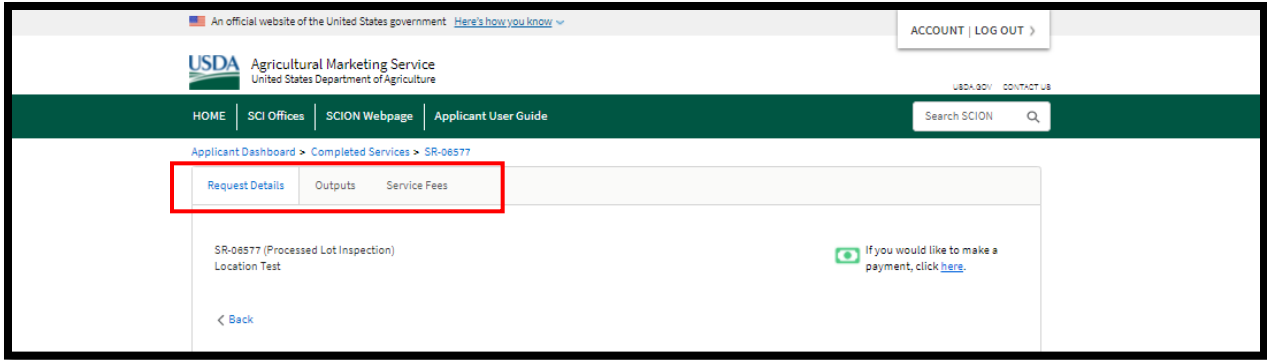 An official website of the United States government Here's how you know
ACCOUNT | LOG OUT
USDA Agricultural Marketing Service
United States Department of Agriculture
USDA.GOV CONTACT US
HOME SCI Offices SCION Webpage Applicant User Guide Search SCION
Applicant Dashboard > Completed Services > SR-06577
Request Details Outputs Service Fees
SR-06577 (Processed Lot Inspection)
Location Test
If you would like to make a
payment, click here.
Back